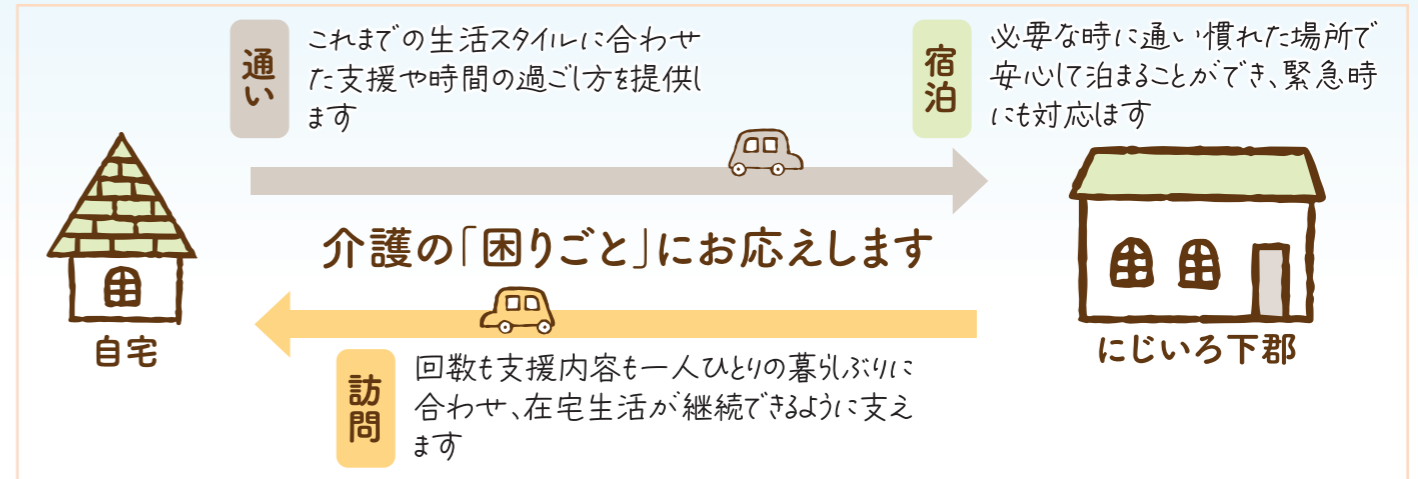 通い
これまでの生活スタイルに合わせ
た支援や時間の過ごし方を提供し
ます
宿泊
必要な時に通い慣れた場所で
安心して泊まることができ、緊急時
にも対応します
介護の「困りごと」にお応えします
自宅
にじいろ下郡
訪問
回数も支援内容も一人ひとりの暮らしぶりに
合わせ、在宅生活が継続できるように支え
ます